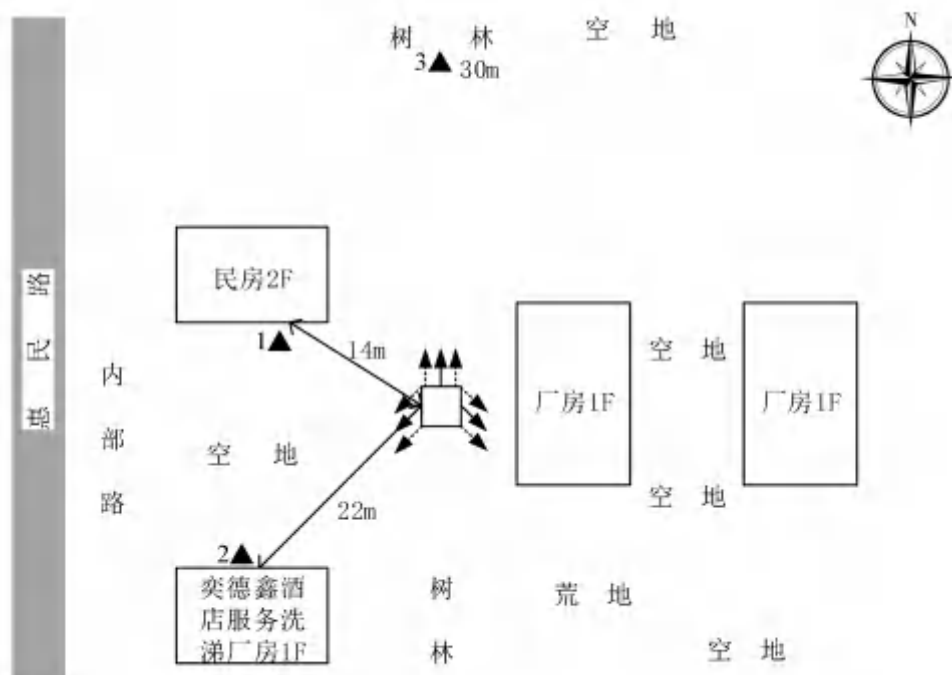 树 林
空 地
N
3▲
30m
民房2F
惠民路
1▲
14m
内部路
空 地
厂房1F
空 地
厂房1F
空 地
22m
2▲
奕德鑫酒
店服务洗
涤厂房1F
树林
荒 地
空 地